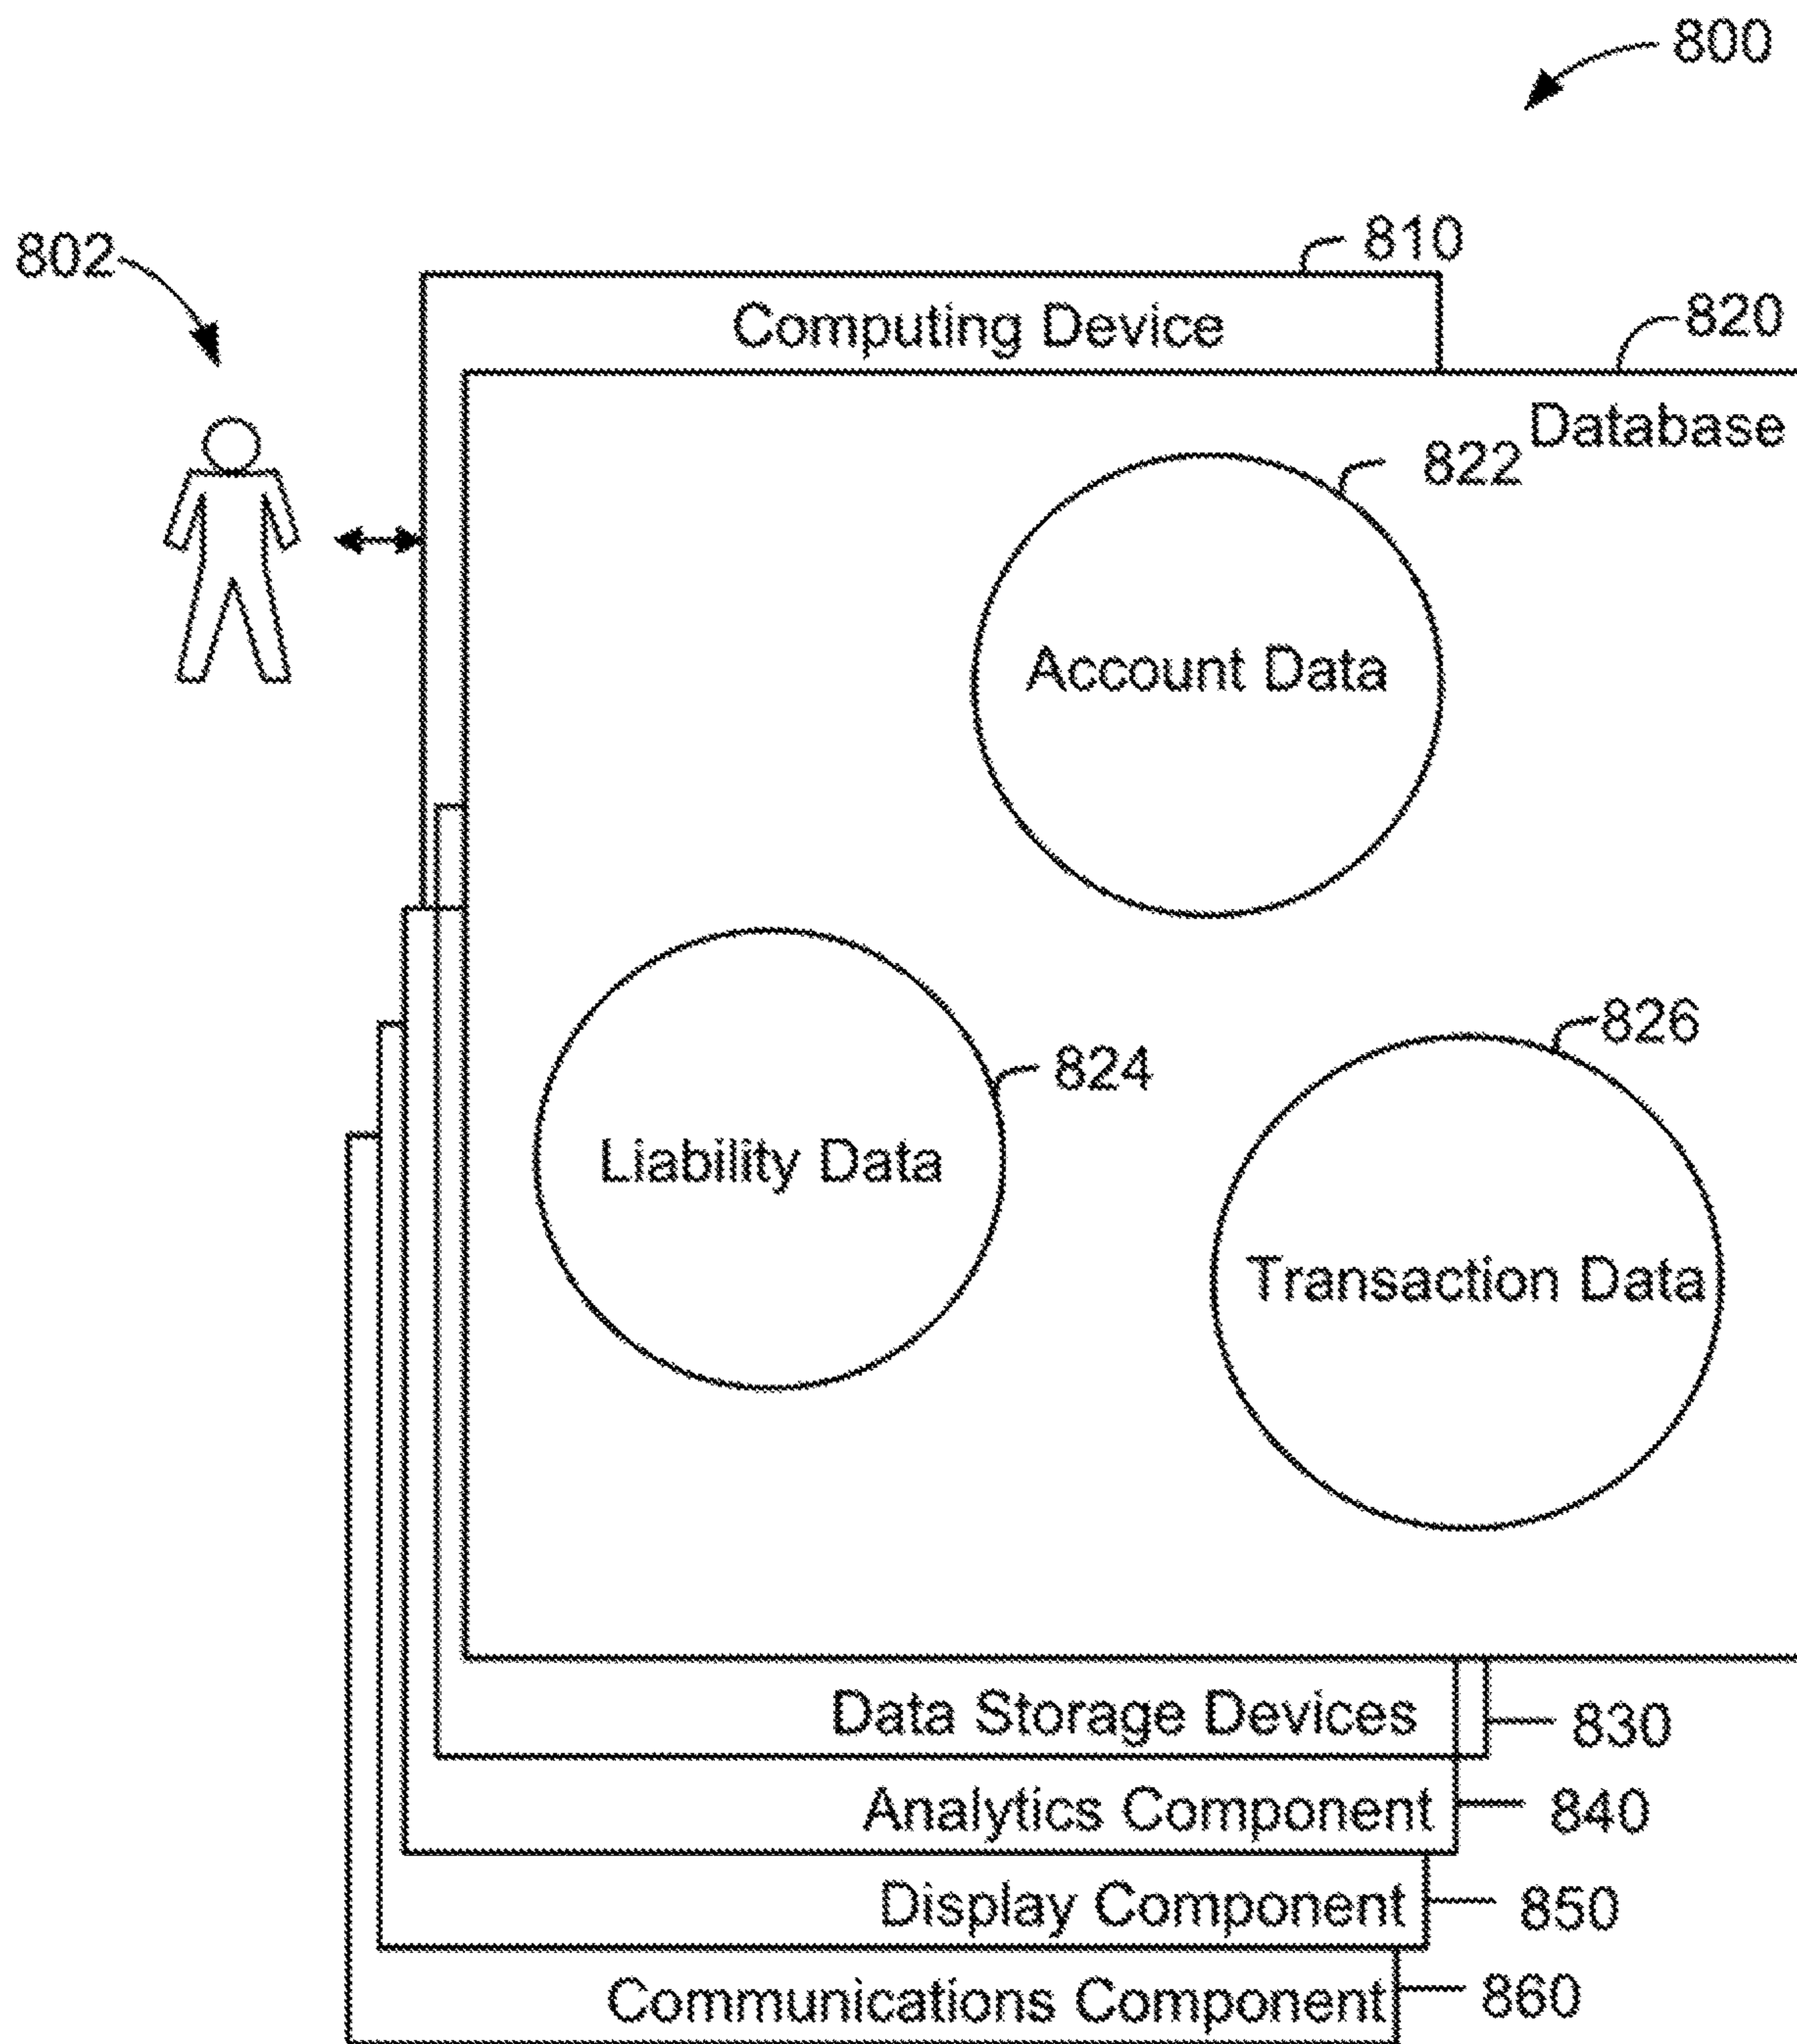 800
802
810
Computing Device
820
Database
822
Account Data
826
824
Liability Data
Transaction Data
Data Storage Devices
830
Analytics Component
840
Display Component
850
Communications Component
860